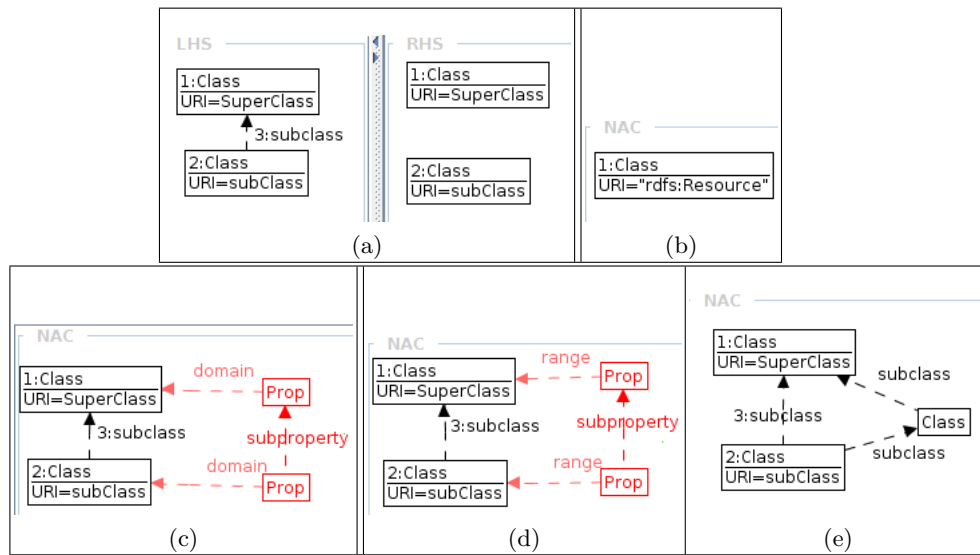 LHS
1:Class
URI=SuperClass
3:subclass
2:Class
URI=subClass
RHS
1:Class
URI=SuperClass
2:Class
URI=subClass
(a)
NAC
1:Class
URI="rdfs:Resource"
(b)
NAC
1:Class
URI=SuperClass
domain
Prop
3:subclass
subproperty
2:Class
URI=subClass
domain
Prop
(c)
NAC
1:Class
URI=SuperClass
range
Prop
3:subclass
subproperty
2:Class
URI=subClass
range
Prop
(d)
NAC
1:Class
URI=SuperClass
subclass
3:subclass
Class
subclass
2:Class
URI=subClass
(e)